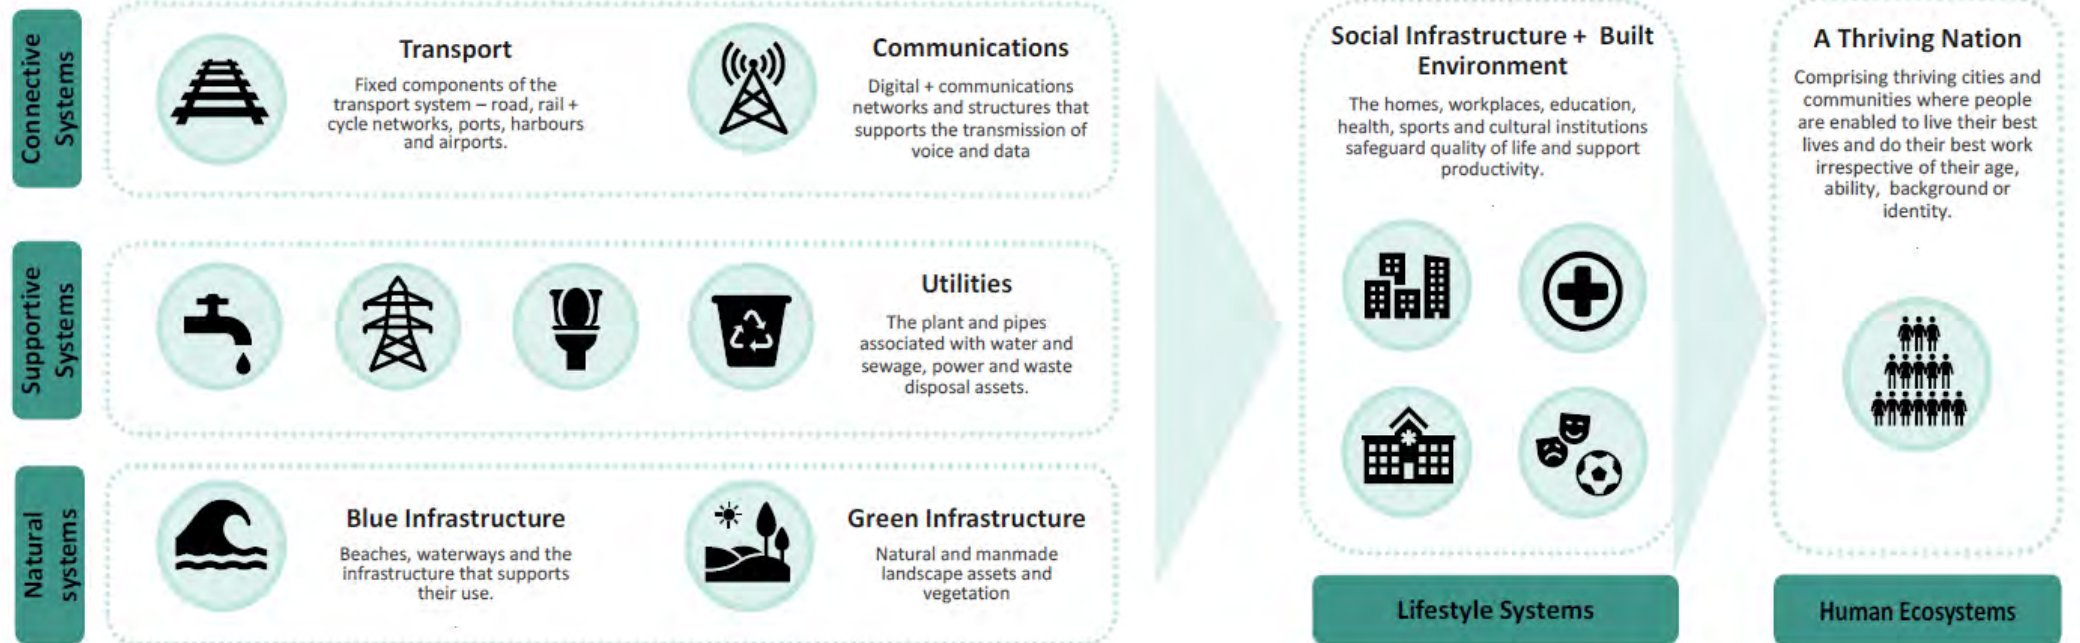 Connective
Systems
Transport
Fixed components of the
transport system – road, rail +
cycle networks, ports, harbours
and airports.
Communications
Digital + communications
networks and structures that
supports the transmission of
voice and data
Supportive
Systems
Utilities
The plant and pipes
associated with water and
sewage, power and waste
disposal assets.
Natural
systems
Blue Infrastructure
Beaches, waterways and the
infrastructure that supports
their use.
Green Infrastructure
Natural and manmade
landscape assets and
vegetation
Social Infrastructure + Built
Environment
The homes, workplaces, education,
health, sports and cultural institutions
safeguard quality of life and support
productivity.
Lifestyle Systems
A Thriving Nation
Comprising thriving cities and
communities where people
are enabled to live their best
lives and do their best work
irrespective of their age,
ability, background or
identity.
Human Ecosystems